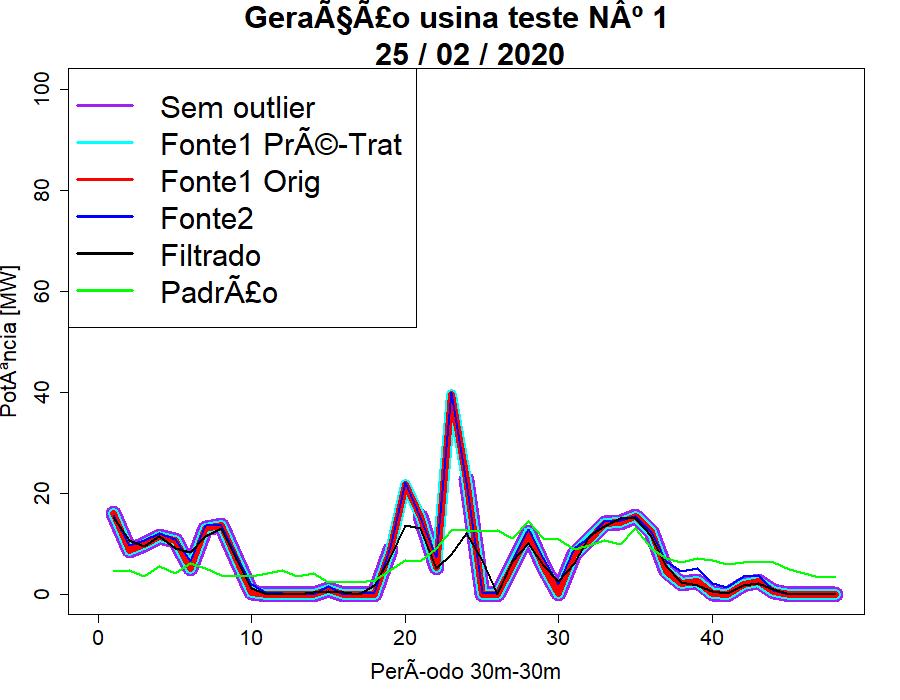 GeraÃ§Ã£o usina teste NÂº 1
25 / 02 / 2020
Sem outlier
Fonte1 PrÃ©-Trat
Fonte1 Orig
Fonte2
Filtrado
PadrÃ£o
PotÃªncia [MW]
100
80
60
40
20
0
0 10 20 30 40
PerÃ-odo 30m-30m